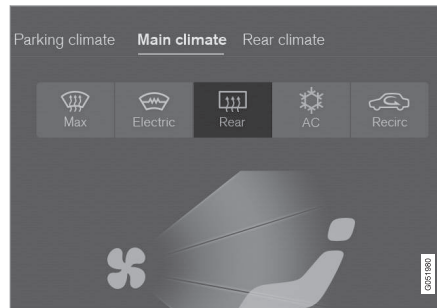 Parking climate Main climate Rear climate
Max Electric Rear AC Recirc
G051980